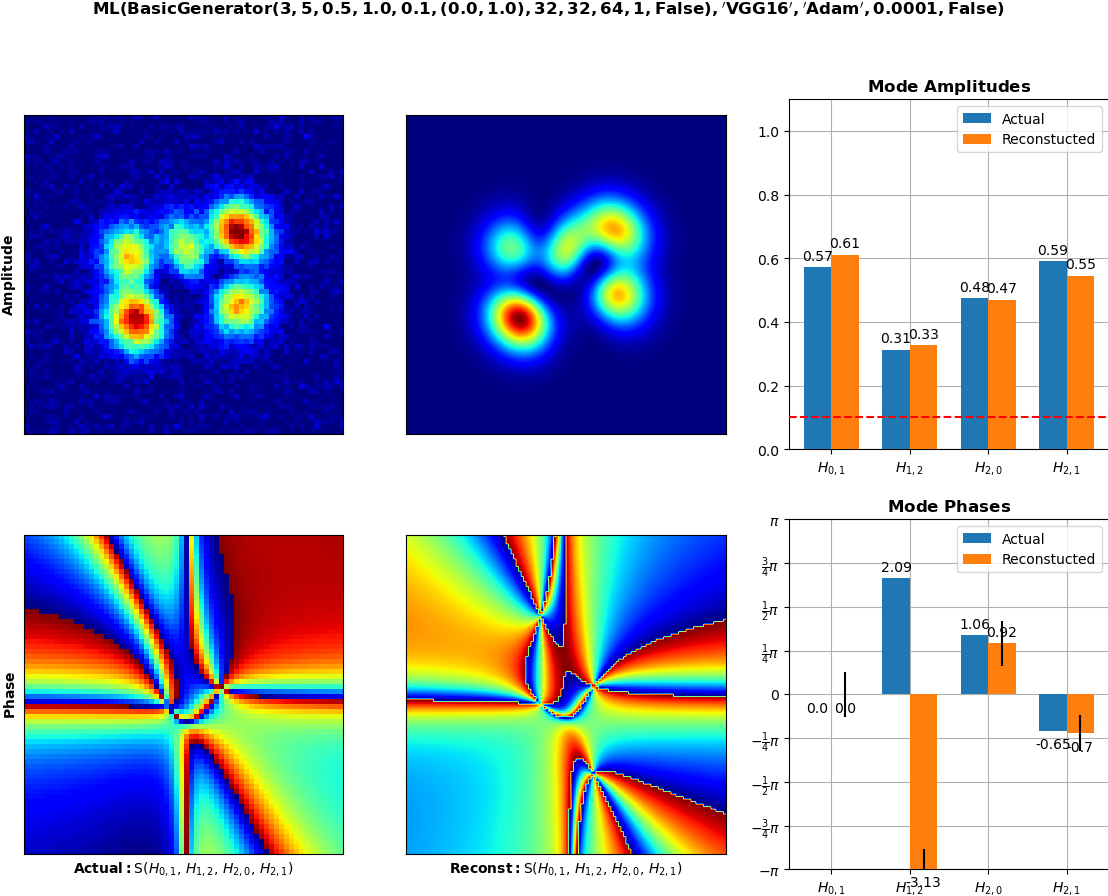 ML(BasicGenerator(3, 5, 0.5, 1.0, 0.1, (0.0, 1.0), 32, 32, 64, 1, False), ′VGG16′, ′Adam′, 0.0001, False)
Amplitude
Mode Amplitudes
Actual
Reconstucted
1.0
0.8
0.6
0.4
0.2
0.0
0.57
0.61
0.31
0.33
0.48
0.47
0.59
0.55
H0,1
H1,2
H2,0
H2,1
Phase
Actual: S(H0,1, H1,2, H2,0, H2,1)
Reconst: S(H0,1, H1,2, H2,0, H2,1)
Mode Phases
Actual
Reconstucted
π
3/4π
1/2π
1/4π
0
−1/4π
−1/2π
−3/4π
−π
0.0
0.0
2.09
-3.13
1.06
0.92
-0.65
-0.7
H0,1
H1,2
H2,0
H2,1